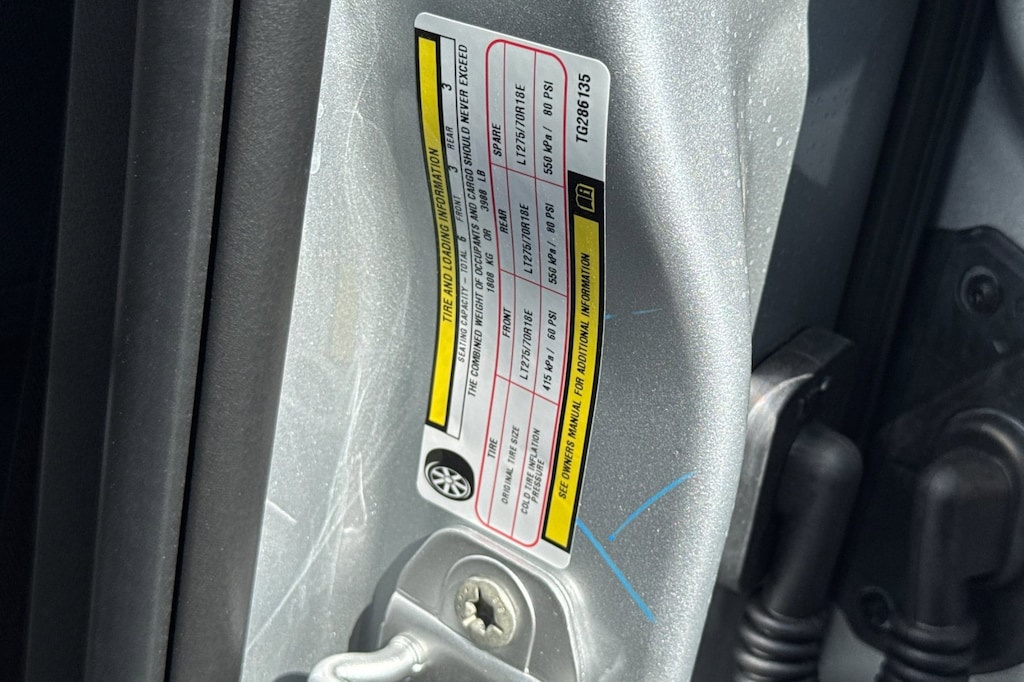 TIRE AND LOADING INFORMATION
SEATING CAPACITY - TOTAL 6 FRONT 3 REAR 3
THE COMBINED WEIGHT OF OCCUPANTS AND CARGO SHOULD NEVER EXCEED
1808 KG OR 3988 LB
TIRE FRONT REAR SPARE
ORIGINAL TIRE SIZE LT275/70R18E LT275/70R18E LT275/70R18E
COLD TIRE INFLATION
PRESSURE 415 kPa / 60 PSI 550 kPa / 80 PSI 550 kPa / 80 PSI
SEE OWNERS MANUAL FOR ADDITIONAL INFORMATION
TG286135